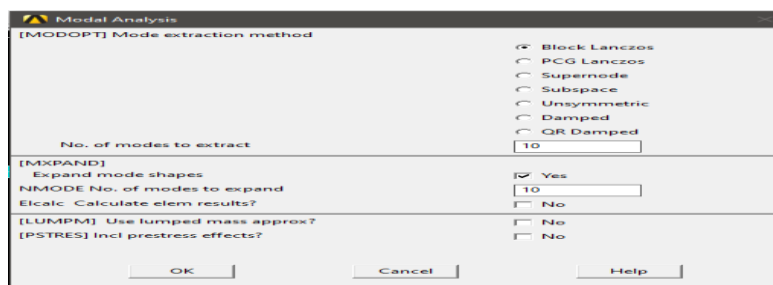 Modal Analysis
[MODOPT] Mode extraction method
Block Lanczos
PCG Lanczos
Supernode
Subspace
Unsymmetric
Damped
QR Damped
No. of modes to extract 10
[MXPAND]
Expand mode shapes Yes
NMODE No. of modes to expand 10
Elcalc Calculate elem results? No
[LUMPM] Use lumped mass approx? No
[PSTRES] Incl prestress effects? No
OK Cancel Help